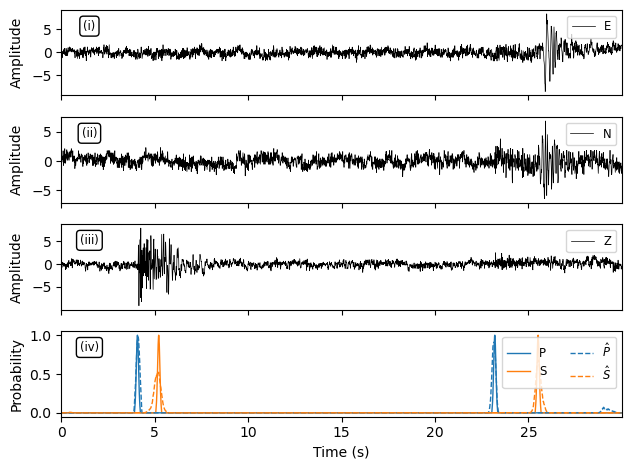 (i)
E
Amplitude
5
0
−5
(ii)
N
Amplitude
5
0
−5
(iii)
Z
Amplitude
5
0
−5
(iv)
P
S
P̂
Ŝ
Probability
1.0
0.5
0.0
0 5 10 15 20 25
Time (s)